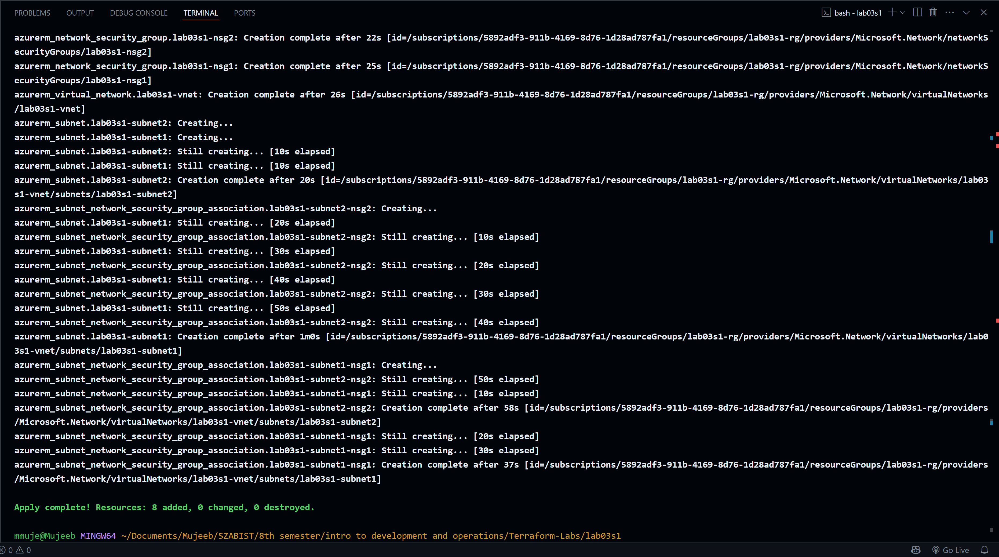 PROBLEMS OUTPUT DEBUG CONSOLE TERMINAL PORTS bash - lab03s1
azurerm_network_security_group.lab03s1-nsg2: Creation complete after 22s [id=/subscriptions/5892adf3-911b-4169-8d76-1d28ad787fa1/resourceGroups/lab03s1-rg/providers/Microsoft.Network/networkS
ecurityGroups/lab03s1-nsg2]
azurerm_network_security_group.lab03s1-nsg1: Creation complete after 25s [id=/subscriptions/5892adf3-911b-4169-8d76-1d28ad787fa1/resourceGroups/lab03s1-rg/providers/Microsoft.Network/networkS
ecurityGroups/lab03s1-nsg1]
azurerm_virtual_network.lab03s1-vnet: Creation complete after 26s [id=/subscriptions/5892adf3-911b-4169-8d76-1d28ad787fa1/resourceGroups/lab03s1-rg/providers/Microsoft.Network/virtualNetworks
/lab03s1-vnet]
azurerm_subnet.lab03s1-subnet2: Creating...
azurerm_subnet.lab03s1-subnet1: Creating...
azurerm_subnet.lab03s1-subnet2: Still creating... [10s elapsed]
azurerm_subnet.lab03s1-subnet1: Still creating... [10s elapsed]
azurerm_subnet.lab03s1-subnet2: Creation complete after 20s [id=/subscriptions/5892adf3-911b-4169-8d76-1d28ad787fa1/resourceGroups/lab03s1-rg/providers/Microsoft.Network/virtualNetworks/lab03
s1-vnet/subnets/lab03s1-subnet2]
azurerm_subnet_network_security_group_association.lab03s1-subnet2-nsg2: Creating...
azurerm_subnet.lab03s1-subnet1: Still creating... [20s elapsed]
azurerm_subnet_network_security_group_association.lab03s1-subnet2-nsg2: Still creating... [10s elapsed]
azurerm_subnet.lab03s1-subnet1: Still creating... [30s elapsed]
azurerm_subnet_network_security_group_association.lab03s1-subnet2-nsg2: Still creating... [20s elapsed]
azurerm_subnet.lab03s1-subnet1: Still creating... [40s elapsed]
azurerm_subnet_network_security_group_association.lab03s1-subnet2-nsg2: Still creating... [30s elapsed]
azurerm_subnet.lab03s1-subnet1: Still creating... [50s elapsed]
azurerm_subnet_network_security_group_association.lab03s1-subnet2-nsg2: Still creating... [40s elapsed]
azurerm_subnet.lab03s1-subnet1: Creation complete after 1m0s [id=/subscriptions/5892adf3-911b-4169-8d76-1d28ad787fa1/resourceGroups/lab03s1-rg/providers/Microsoft.Network/virtualNetworks/lab0
3s1-vnet/subnets/lab03s1-subnet1]
azurerm_subnet_network_security_group_association.lab03s1-subnet1-nsg1: Creating...
azurerm_subnet_network_security_group_association.lab03s1-subnet2-nsg2: Still creating... [50s elapsed]
azurerm_subnet_network_security_group_association.lab03s1-subnet1-nsg1: Still creating... [10s elapsed]
azurerm_subnet_network_security_group_association.lab03s1-subnet2-nsg2: Creation complete after 58s [id=/subscriptions/5892adf3-911b-4169-8d76-1d28ad787fa1/resourceGroups/lab03s1-rg/providers
/Microsoft.Network/virtualNetworks/lab03s1-vnet/subnets/lab03s1-subnet2]
azurerm_subnet_network_security_group_association.lab03s1-subnet1-nsg1: Still creating... [20s elapsed]
azurerm_subnet_network_security_group_association.lab03s1-subnet1-nsg1: Still creating... [30s elapsed]
azurerm_subnet_network_security_group_association.lab03s1-subnet1-nsg1: Creation complete after 37s [id=/subscriptions/5892adf3-911b-4169-8d76-1d28ad787fa1/resourceGroups/lab03s1-rg/providers
/Microsoft.Network/virtualNetworks/lab03s1-vnet/subnets/lab03s1-subnet1]
Apply complete! Resources: 8 added, 0 changed, 0 destroyed.
mmuje@Mujeeb MINGW64 ~/Documents/Mujeeb/SZABIST/8th semester/intro to development and operations/Terraform-Labs/lab03s1
0 0 Go Live